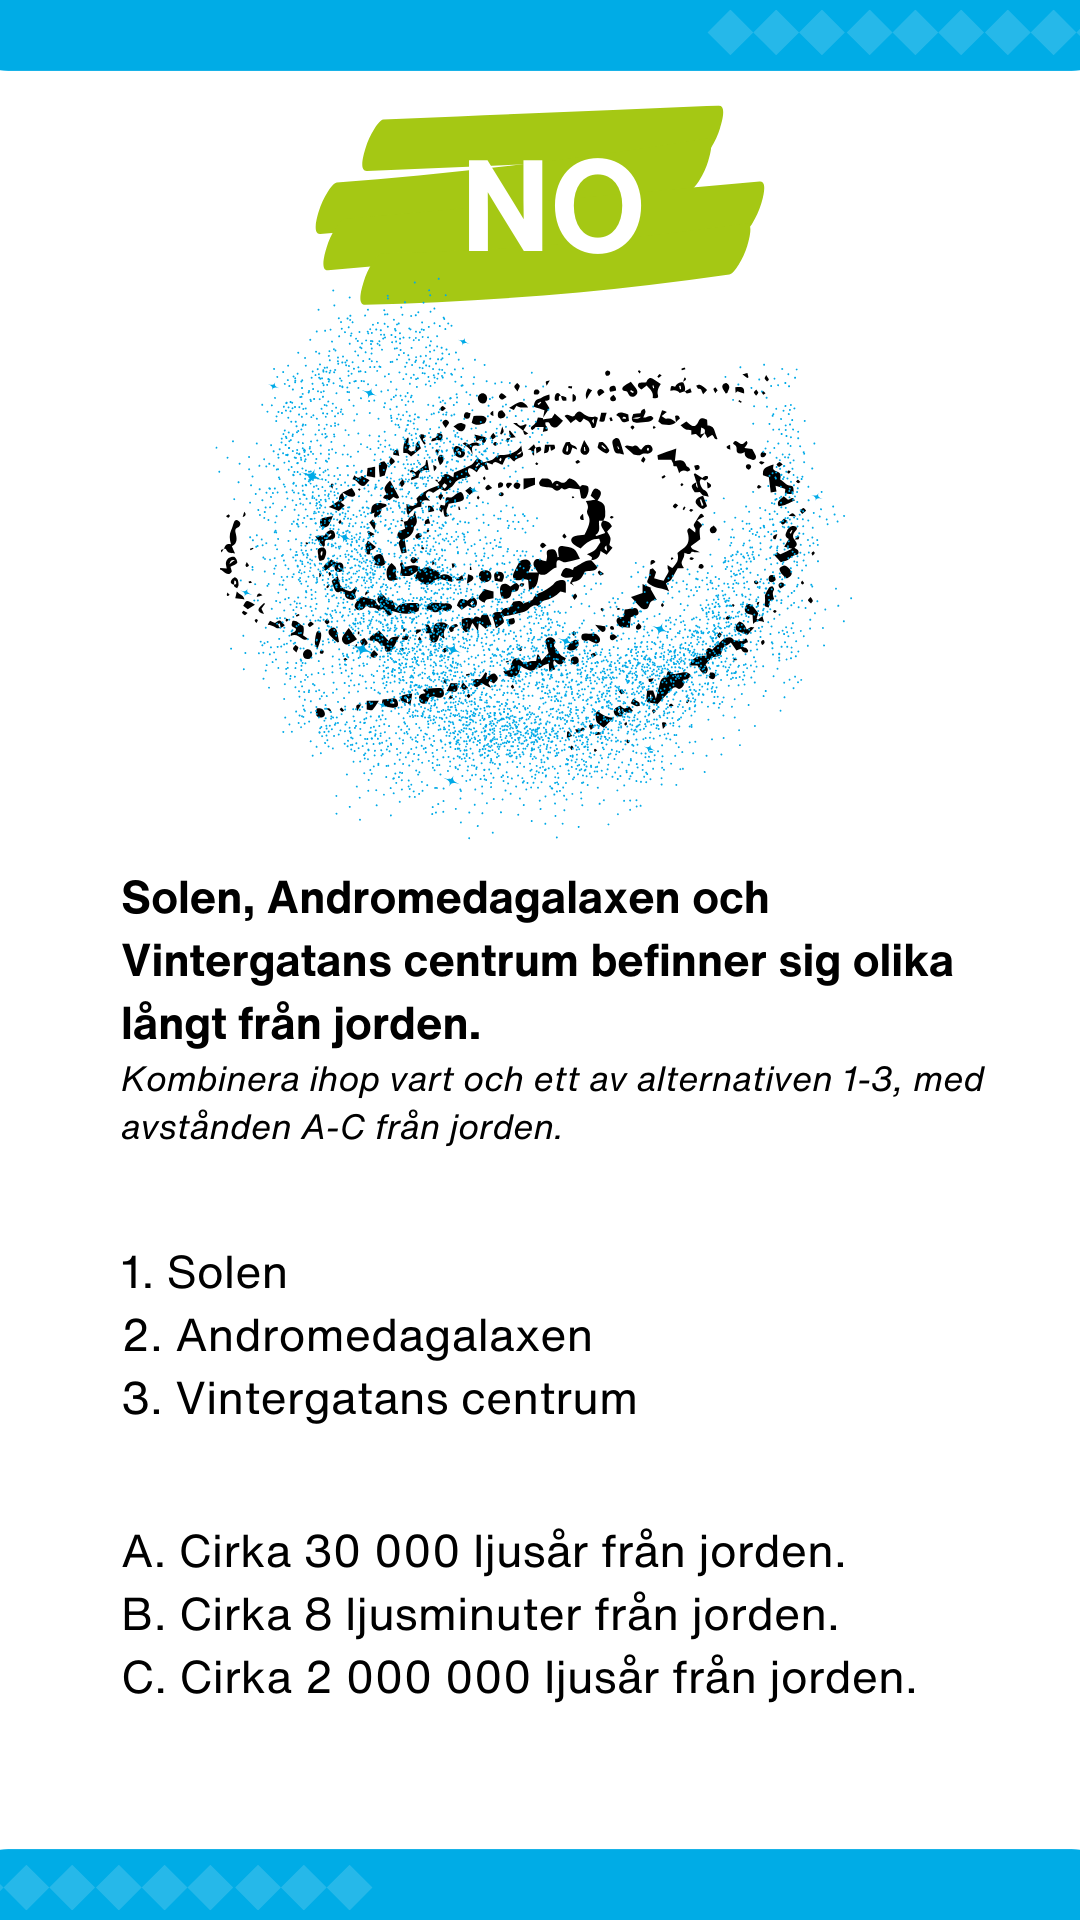 NO
Solen, Andromedagalaxen och
Vintergatans centrum befinner sig olika
långt från jorden.
Kombinera ihop vart och ett av alternativen 1-3, med
avstånden A-C från jorden.
1. Solen
2. Andromedagalaxen
3. Vintergatans centrum
A. Cirka 30 000 ljusår från jorden.
B. Cirka 8 ljusminuter från jorden.
C. Cirka 2 000 000 ljusår från jorden.